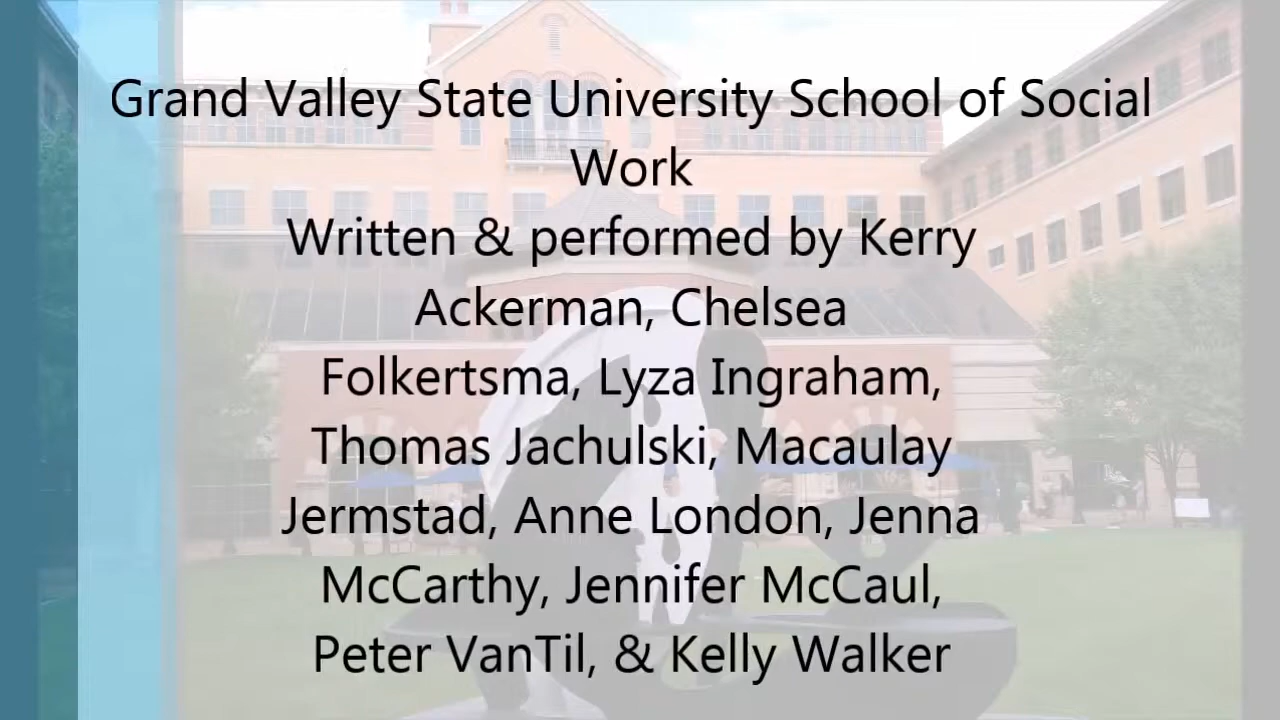 Grand Valley State University School of Social
Work
Written & performed by Kerry
Ackerman, Chelsea
Folkertsma, Lyza Ingraham,
Thomas Jachulski, Macaulay
Jermstad, Anne London, Jenna
McCarthy, Jennifer McCaul,
Peter VanTil, & Kelly Walker